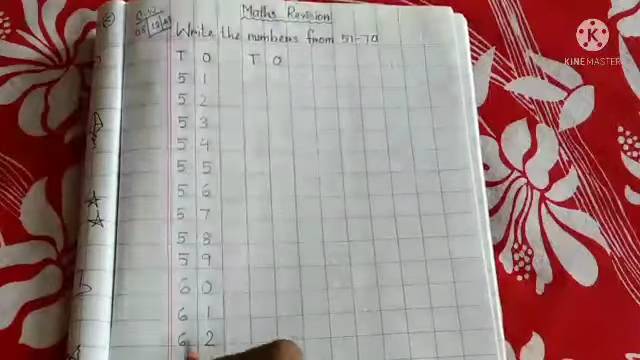 C.W.
Maths Revision
Write the numbers from 51-70
T O T O
5 1
5 2
5 3
5 4
5 5
5 6
5 7
5 8
5 9
6 0
6 1
6 2
KINEMASTER